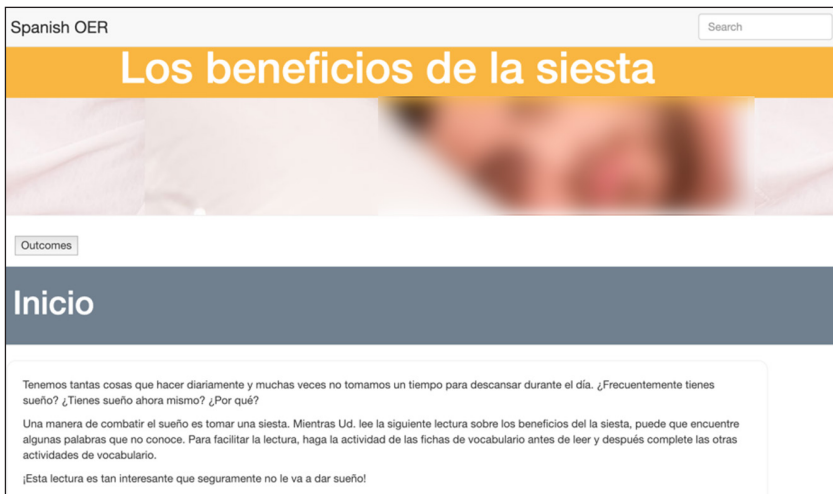 Spanish OER
Search
Los beneficios de la siesta
Outcomes
Inicio
Tenemos tantas cosas que hacer diariamente y muchas veces no tomamos un tiempo para descansar durante el día. ¿Frecuentemente tienes
sueño? ¿Tienes sueño ahora mismo? ¿Por qué?
Una manera de combatir el sueño es tomar una siesta. Mientras Ud. lee la siguiente lectura sobre los beneficios del la siesta, puede que encuentre
algunas palabras que no conoce. Para facilitar la lectura, haga la actividad de las fichas de vocabulario antes de leer y después complete las otras
actividades de vocabulario.
¡Esta lectura es tan interesante que seguramente no le va a dar sueño!